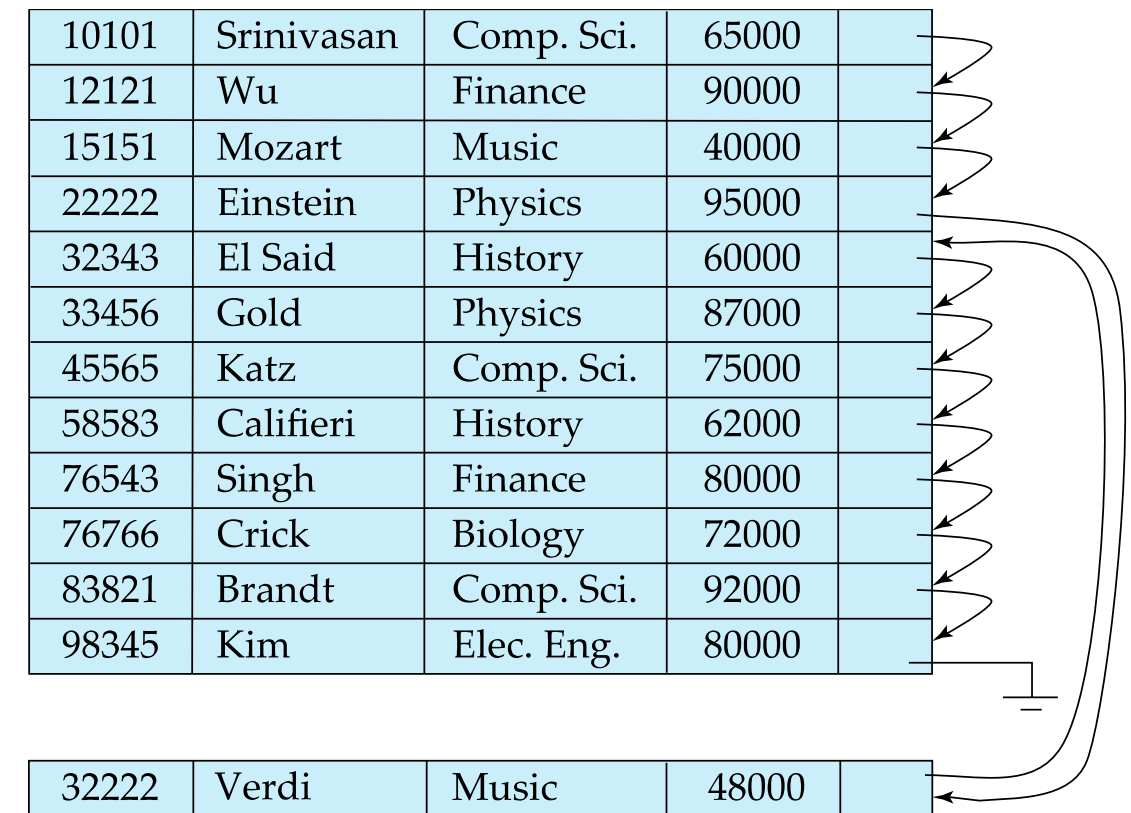 10101 Srinivasan Comp. Sci. 65000
12121 Wu Finance 90000
15151 Mozart Music 40000
22222 Einstein Physics 95000
32343 El Said History 60000
33456 Gold Physics 87000
45565 Katz Comp. Sci. 75000
58583 Califieri History 62000
76543 Singh Finance 80000
76766 Crick Biology 72000
83821 Brandt Comp. Sci. 92000
98345 Kim Elec. Eng. 80000
32222 Verdi Music 48000